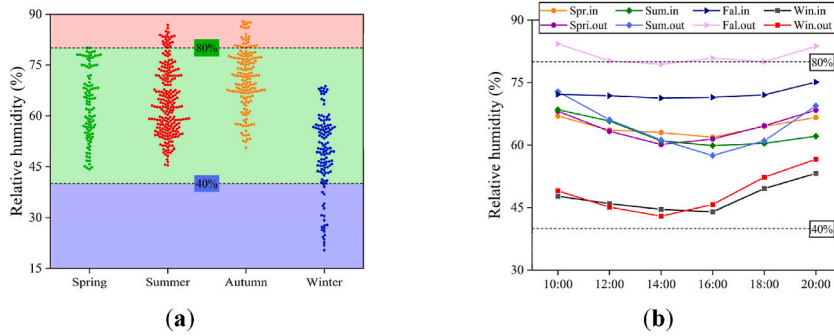 90
80%
75
60
45
40%
30
15
Relative humidity (%)
Spring Summer Autumn Winter
(a)
Spr.in Sum.in Fal.in Win.in
Spri.out Sum.out Fal.out Win.out
90
80%
75
60
45
40%
30
Relative humidity (%)
10:00 12:00 14:00 16:00 18:00 20:00
(b)